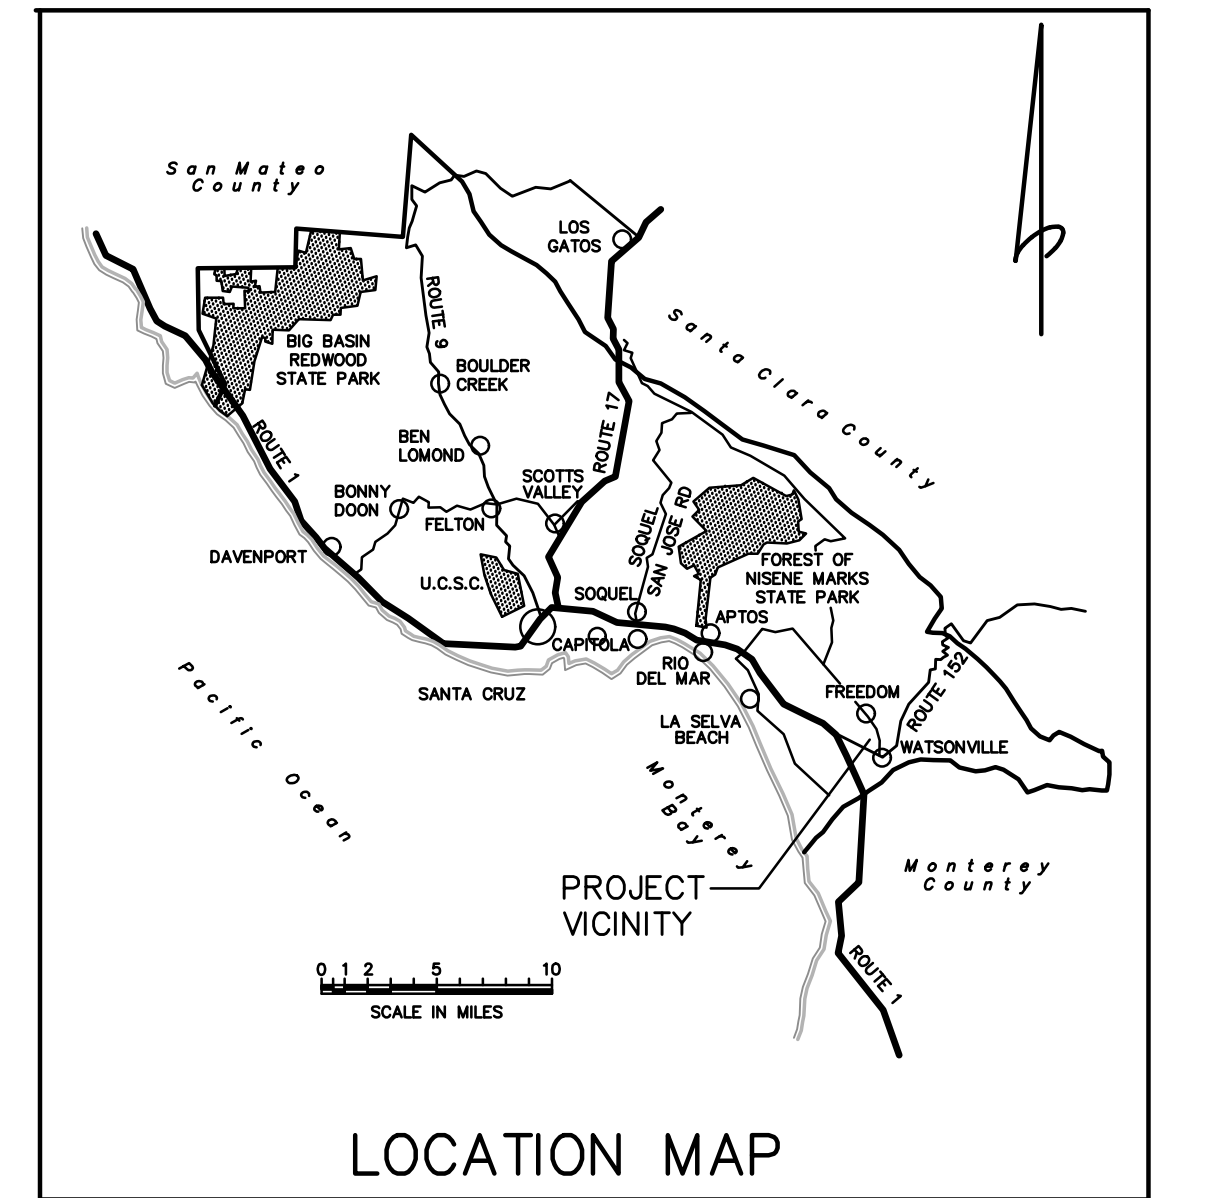 San Mateo
County
LOS
GATOS
ROUTE 9
BIG BASIN
REDWOOD
STATE PARK
BOULDER
CREEK
Santa Clara County
ROUTE 1
ROUTE 17
BEN
LOMOND
SCOTTS
VALLEY
BONNY
DOON
FELTON
SOQUEL
SAN JOSE RD
DAVENPORT
FOREST OF
NISENE MARKS
STATE PARK
U.C.S.C.
SOQUEL
APTOS
CAPITOLA
RIO
DEL MAR
ROUTE 152
SANTA CRUZ
FREEDOM
LA SELVA
BEACH
WATSONVILLE
Pacific Ocean
Monterey
Bay
Monterey
County
PROJECT
VICINITY
ROUTE 1
0 1 2 5 10
SCALE IN MILES
LOCATION MAP